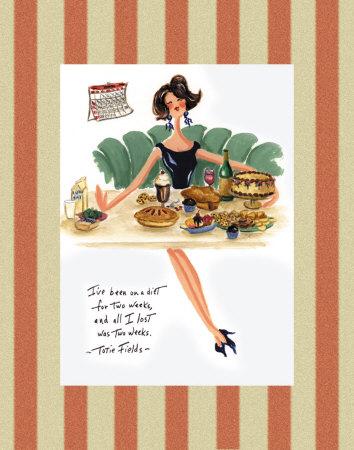 I've been on a diet
for two weeks,
and all I lost
was two weeks.
~ Totie Fields ~